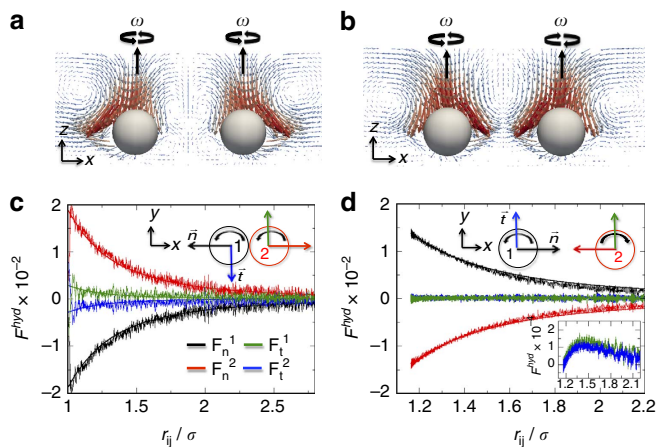 a
b
ω
ω
ω
ω
z
x
z
x
c
d
F^hyd × 10^-2
2
1
0
−1
−2
y
x
n⃗
1
t⃗
2
F_n^1
F_t^1
F_n^2
F_t^2
1
1.5
2
2.5
r_ij / σ
F^hyd × 10^-2
2
1
0
−1
−2
y
x
t⃗
1
n⃗
2
F^hyd × 10
2
1
0
1.2
1.5
1.8
2.1
1.2
1.4
1.6
1.8
2.0
2.2
r_ij / σ